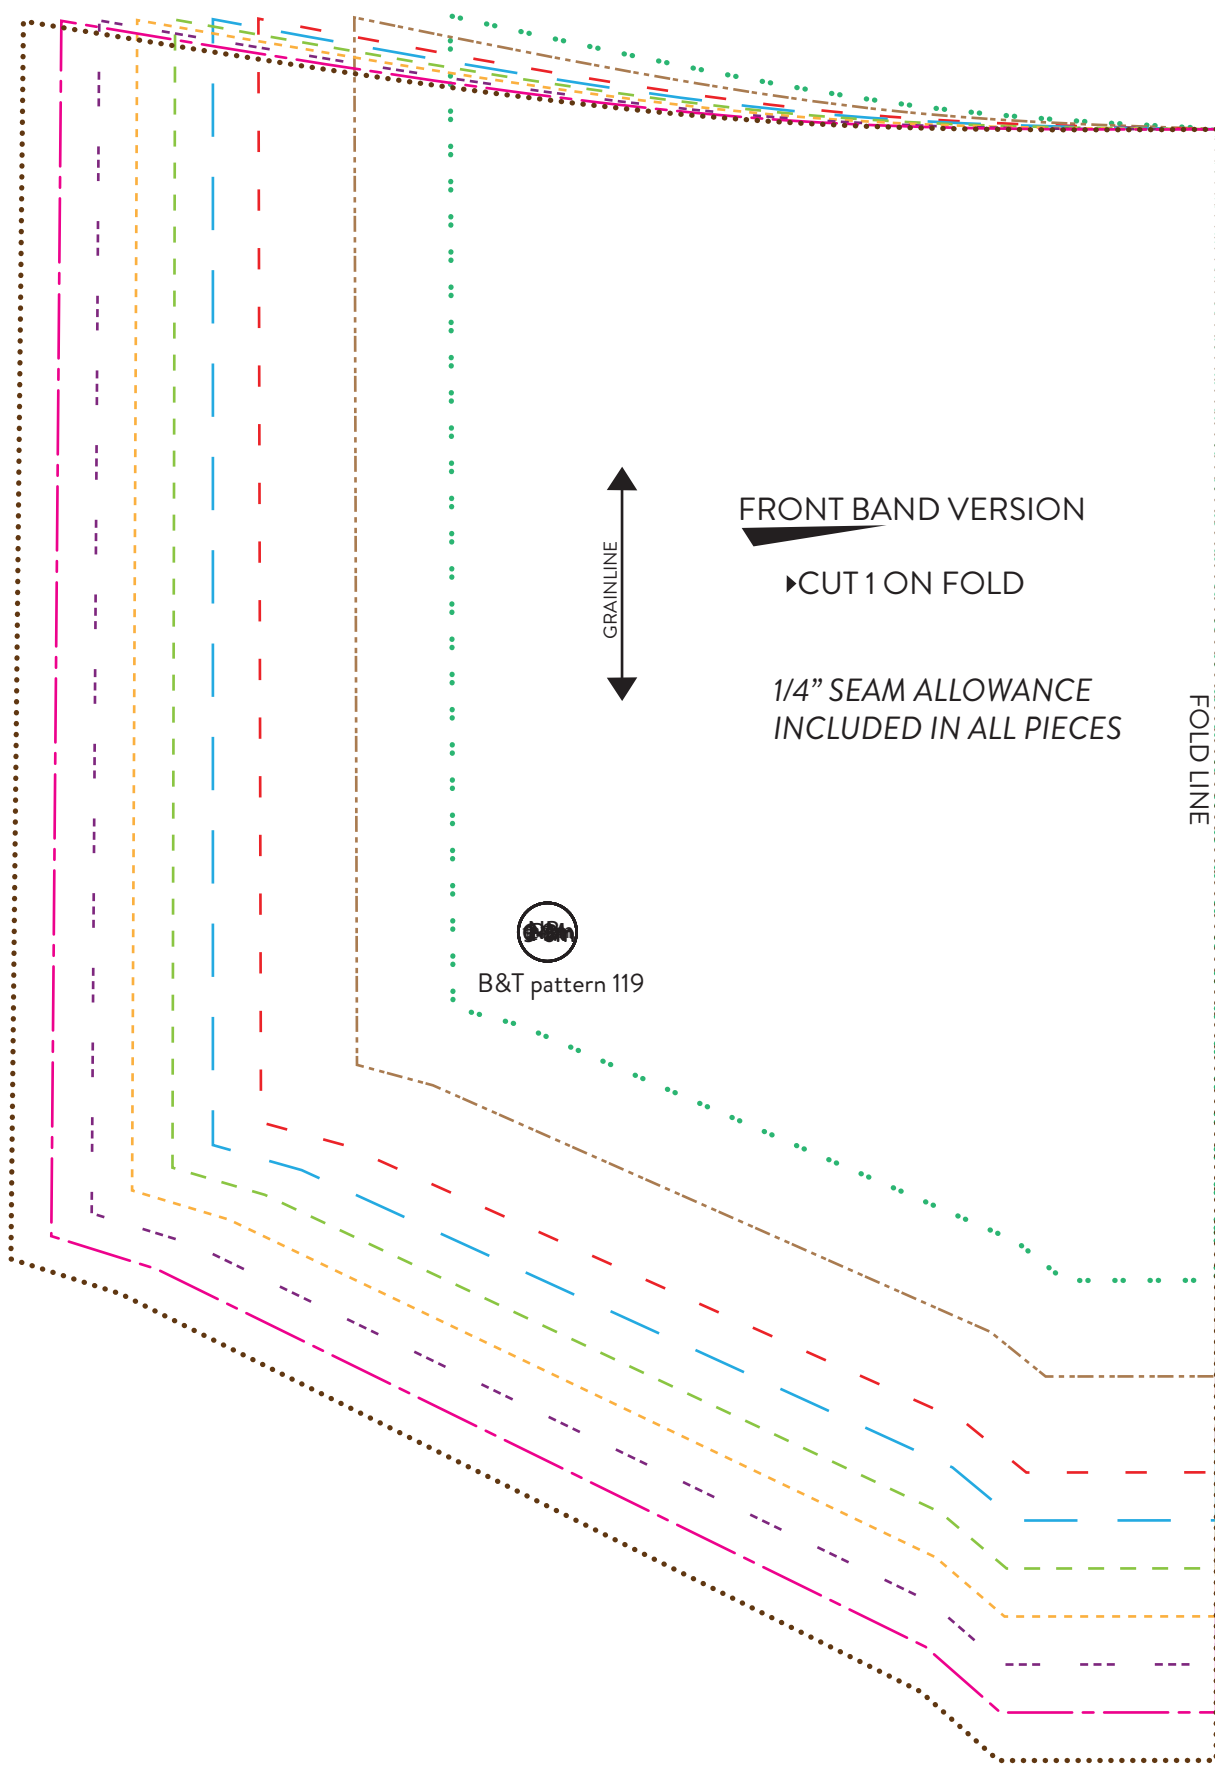 FRONT BAND VERSION
▸CUT 1 ON FOLD
GRAINLINE
1/4” SEAM ALLOWANCE
INCLUDED IN ALL PIECES
FOLD LINE
B&T pattern 119